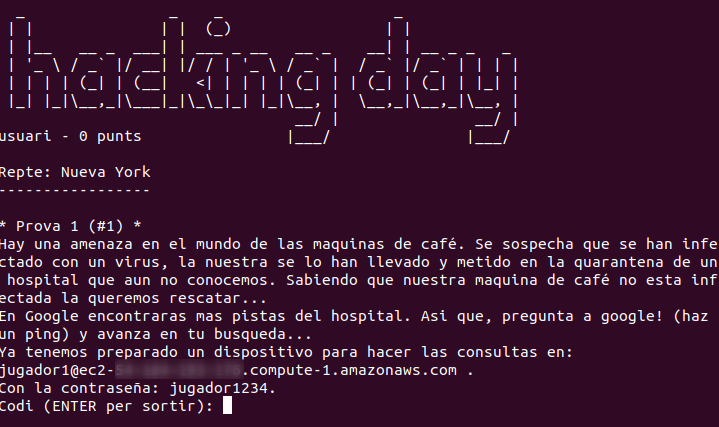 hacking day
usuari - 0 punts
Repte: Nueva York
-----------------
* Prova 1 (#1) *
Hay una amenaza en el mundo de las maquinas de café. Se sospecha que se han infe
ctado con un virus, la nuestra se lo han llevado y metido en la quarantena de un
 hospital que aun no conocemos. Sabiendo que nuestra maquina de café no esta inf
ectada la queremos rescatar...
En Google encontraras mas pistas del hospital. Asi que, pregunta a google! (haz
un ping) y avanza en tu busqueda...
Ya tenemos preparado un dispositivo para hacer las consultas en:
jugador1@ec2- .compute-1.amazonaws.com .
Con la contraseña: jugador1234.
Codi (ENTER per sortir):